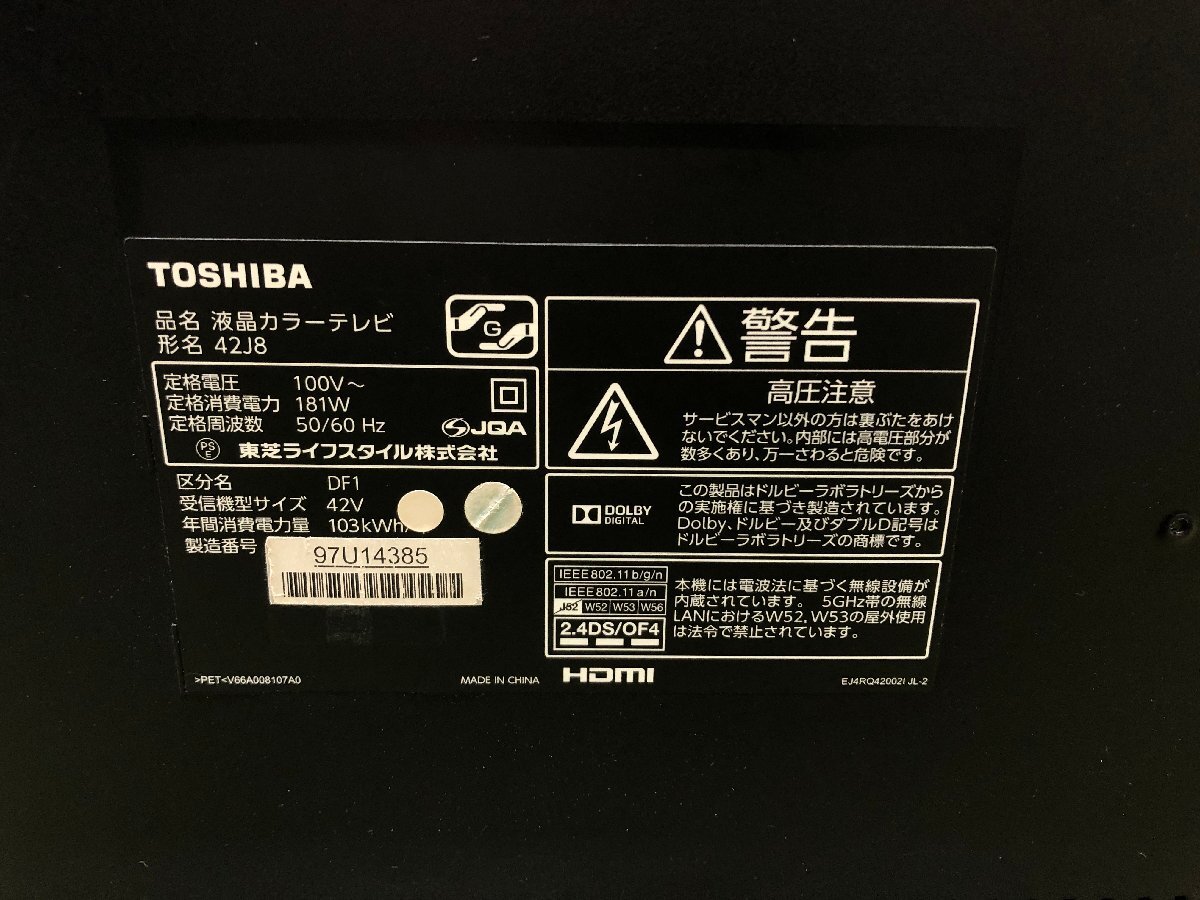 TOSHIBA
品名 液晶カラーテレビ
形名 42J8
G
定格電圧 100V～
定格消費電力 181W
定格周波数 50/60 Hz
JQA
PS
E
東芝ライフスタイル株式会社
区分名 DF1
受信機型サイズ 42V
年間消費電力量 103kWh/
製造番号
97U14385
>PET<V66A008107A0
MADE IN CHINA
警告
高圧注意
サービスマン以外の方は裏ぶたをあけ
ないでください。内部には高電圧部分が
数多くあり、万一さわると危険です。
DOLBY
DIGITAL
この製品はドルビーラボラトリーズから
の実施権に基づき製造されています。
Dolby、ドルビー及びダブルD記号は
ドルビーラボラトリーズの商標です。
IEEE802.11b/g/n
IEEE802.11a/n
J52 W52 W53 W56
2.4DS/OF4
本機には電波法に基づく無線設備が
内蔵されています。 5GHz帯の無線
LANにおけるW52、W53の屋外使用
は法令で禁止されています。
HDMI
EJ4RQ42002I JL-2